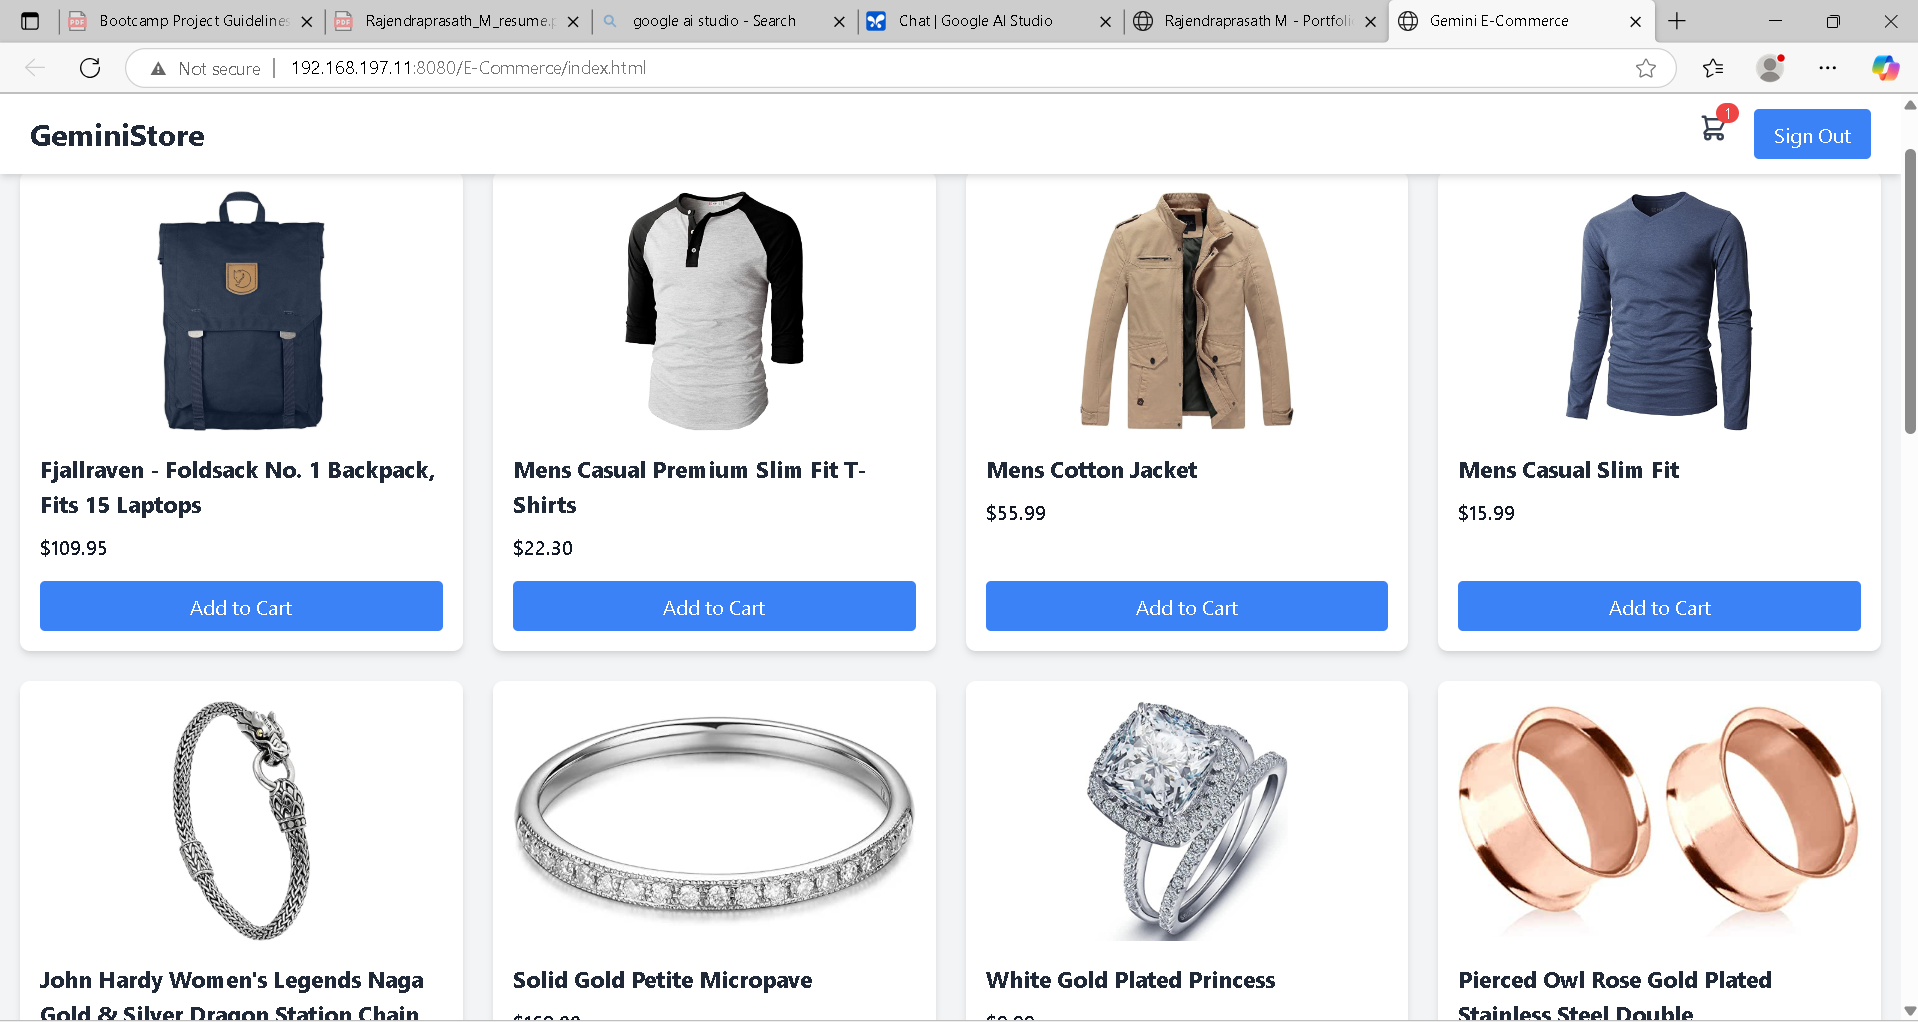 Bootcamp Project Guidelines
Rajendraprasath_M_resume.p
google ai studio - Search
Chat | Google AI Studio
Rajendraprasath M - Portfoli
Gemini E-Commerce
Not secure
192.168.197.11:8080/E-Commerce/index.html
GeminiStore
1
Sign Out
Fjallraven - Foldsack No. 1 Backpack,
Fits 15 Laptops
$109.95
Add to Cart
Mens Casual Premium Slim Fit T-
Shirts
$22.30
Add to Cart
Mens Cotton Jacket
$55.99
Add to Cart
Mens Casual Slim Fit
$15.99
Add to Cart
John Hardy Women's Legends Naga
Gold & Silver Dragon Station Chain
Solid Gold Petite Micropave
White Gold Plated Princess
Pierced Owl Rose Gold Plated
Stainless Steel Double